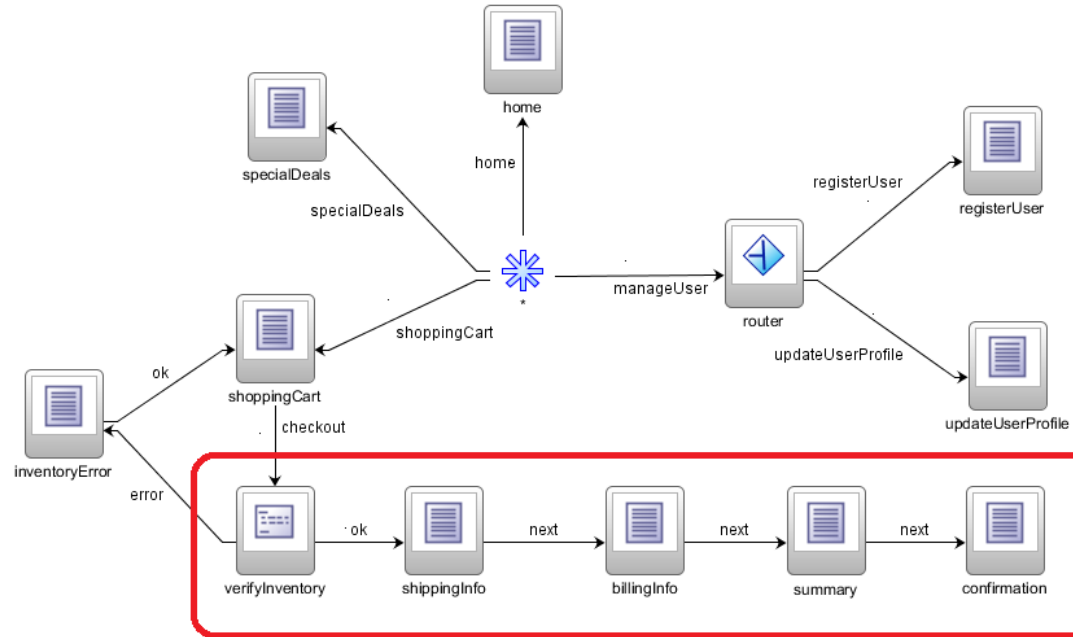 home
home
specialDeals
specialDeals
registerUser
registerUser
*
manageUser
router
shoppingCart
updateUserProfile
updateUserProfile
ok
shoppingCart
checkout
inventoryError
error
ok
next
next
next
verifyInventory
shippingInfo
billingInfo
summary
confirmation